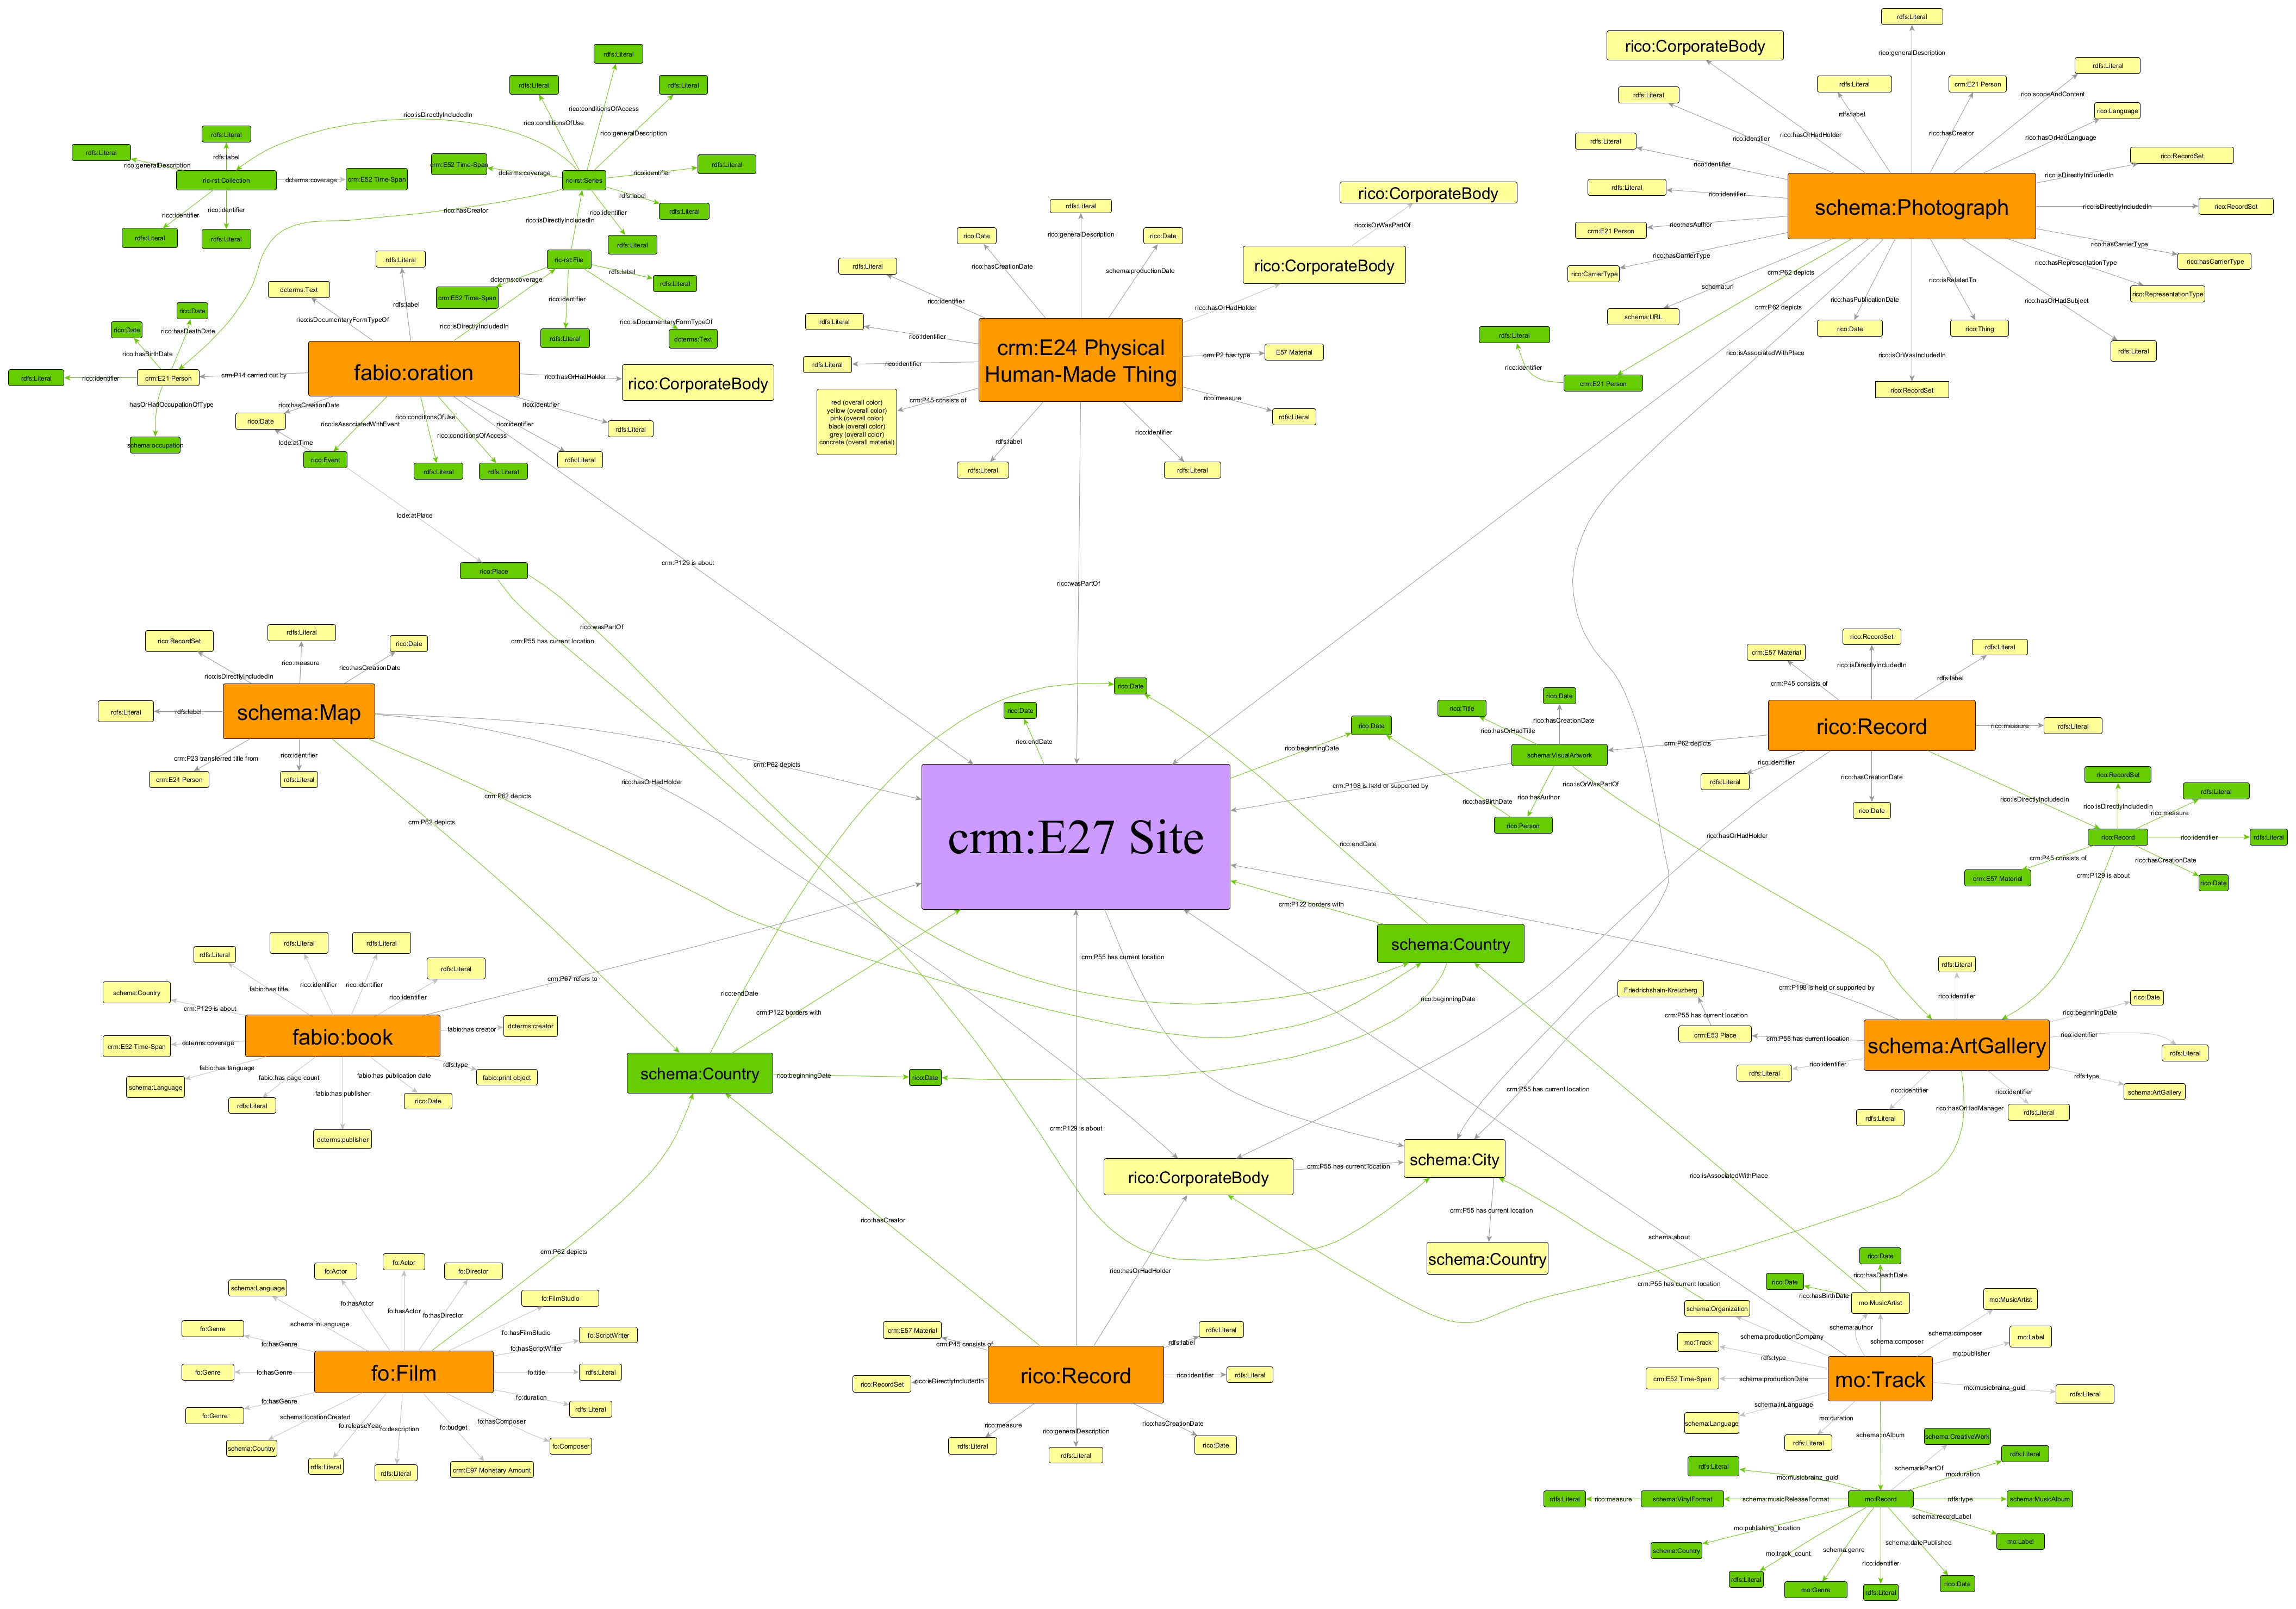 rdfs:Literal
rico:CorporateBody
rico:generalDescription
rdfs:Literal
rdfs:Literal
rdfs:Literal
crm:E21 Person
rdfs:Literal
rico:scopeAndContent
rdfs:label
rico:Language
rico:identifier
rico:hasOrHadHolder
rico:hasCreator
rico:hasOrHadLanguage
rdfs:Literal
rico:identifier
rico:RecordSet
rico:isDirectlyIncludedIn
rdfs:Literal
rico:identifier
schema:Photograph
rico:isDirectlyIncludedIn
rico:RecordSet
crm:E21 Person
rico:hasAuthor
rico:hasCarrierType
rico:hasCarrierType
rico:CarrierType
rico:hasCarrierType
rico:hasRepresentationType
rico:RepresentationType
schema:url
schema:URL
crm:P62 depicts
crm:P62 depicts
rico:hasPublicationDate
rico:Date
rico:isRelatedTo
rico:Thing
rico:hasOrHadSubject
rdfs:Literal
rico:isOrWasIncludedIn
rico:RecordSet
rico:isAssociatedWithPlace
rdfs:Literal
rico:identifier
crm:E21 Person
rdfs:Literal
rdfs:Literal
rdfs:Literal
rico:conditionsOfAccess
rico:conditionsOfUse
rico:generalDescription
rico:isDirectlyIncludedIn
rdfs:Literal
rdfs:label
rdfs:Literal
rico:generalDescription
ric-rst:Collection
dcterms:coverage
crm:E52 Time-Span
rico:identifier
rico:identifier
rdfs:Literal
rdfs:Literal
crm:E52 Time-Span
dcterms:coverage
ric-rst:Series
rico:identifier
rdfs:Literal
rdfs:label
rdfs:Literal
rico:identifier
rdfs:Literal
rico:hasCreator
rico:isDirectlyIncludedIn
ric-rst:File
rdfs:label
rdfs:Literal
dcterms:coverage
crm:E52 Time-Span
rico:identifier
rdfs:Literal
rico:isDocumentaryFormTypeOf
dcterms:Text
rdfs:Literal
rdfs:label
dcterms:Text
rico:isDocumentaryFormTypeOf
rico:isDirectlyIncludedIn
rico:Date
rico:Date
rico:hasDeathDate
rico:hasBirthDate
rdfs:Literal
rico:identifier
crm:E21 Person
crm:P14 carried out by
fabio:oration
rico:hasOrHadHolder
rico:CorporateBody
hasOrHadOccupationOfType
schema:occupation
rico:hasCreationDate
rico:Date
lode:atTime
rico:isAssociatedWithEvent
rico:Event
rico:conditionsOfUse
rdfs:Literal
rico:conditionsOfAccess
rdfs:Literal
rico:identifier
rdfs:Literal
rico:identifier
rdfs:Literal
lode:atPlace
rico:Place
crm:P129 is about
rico:wasPartOf
crm:P55 has current location
rico:CorporateBody
rico:isOrWasPartOf
rico:CorporateBody
rico:hasOrHadHolder
rdfs:Literal
rico:generalDescription
rico:Date
rico:hasCreationDate
rico:Date
schema:productionDate
rdfs:Literal
rico:identifier
rdfs:Literal
rico:identifier
rdfs:Literal
rico:identifier
crm:E24 Physical
Human-Made Thing
crm:P2 has type
E57 Material
rico:measure
rdfs:Literal
crm:P45 consists of
red (overall color)
yellow (overall color)
pink (overall color)
black (overall color)
grey (overall color)
concrete (overall material)
rdfs:label
rdfs:Literal
rico:identifier
rdfs:Literal
rico:wasPartOf
rico:RecordSet
rdfs:Literal
rico:Date
rico:measure
rico:hasCreationDate
rico:isDirectlyIncludedIn
rdfs:Literal
rdfs:label
schema:Map
crm:P23 transferred title from
crm:E21 Person
rico:identifier
rdfs:Literal
crm:P62 depicts
crm:P62 depicts
crm:P62 depicts
rico:hasOrHadHolder
rico:Date
rico:Date
rico:endDate
rico:Date
rico:beginningDate
crm:E27 Site
rico:Title
rico:Date
rico:hasCreationDate
rico:hasOrHadTitle
schema:VisualArtwork
crm:P62 depicts
crm:P198 is held or supported by
rico:isOrWasPartOf
rico:hasAuthor
rico:hasBirthDate
rico:Person
rico:endDate
crm:E57 Material
rico:RecordSet
rdfs:Literal
rico:isDirectlyIncludedIn
crm:P45 consists of
rdfs:label
rico:Record
rico:measure
rdfs:Literal
rico:identifier
rdfs:Literal
rico:hasCreationDate
rico:Date
rico:hasOrHadHolder
rico:isDirectlyIncludedIn
rico:RecordSet
rdfs:Literal
rico:isDirectlyIncludedIn
rico:measure
rico:Record
rico:identifier
rdfs:Literal
crm:P45 consists of
crm:E57 Material
rico:hasCreationDate
rico:Date
crm:P129 is about
crm:P122 borders with
schema:Country
rico:beginningDate
crm:P55 has current location
rdfs:Literal
rdfs:Literal
rdfs:Literal
rdfs:Literal
fabio:has title
rico:identifier
rico:identifier
rico:identifier
schema:Country
crm:P129 is about
crm:P67 refers to
fabio:book
fabio:has creator
dcterms:creator
crm:E52 Time-Span
dcterms:coverage
rdfs:type
fabio:print object
fabio:has language
schema:Language
fabio:has page count
rdfs:Literal
fabio:has publisher
dcterms:publisher
fabio:has publication date
rico:Date
rico:endDate
crm:P122 borders with
schema:Country
rico:beginningDate
rico:Date
crm:P129 is about
crm:P198 is held or supported by
rdfs:Literal
rico:identifier
rico:Date
rico:beginningDate
Friedrichshain-Kreuzberg
crm:P55 has current location
crm:E53 Place
crm:P55 has current location
schema:ArtGallery
rico:identifier
rdfs:Literal
rico:identifier
rdfs:Literal
rdfs:type
schema:ArtGallery
rico:identifier
rdfs:Literal
rico:identifier
rdfs:Literal
rico:hasOrHadManager
crm:P55 has current location
rico:CorporateBody
crm:P55 has current location
schema:City
crm:P55 has current location
schema:Country
rico:isAssociatedWithPlace
schema:about
rico:hasCreator
rico:hasOrHadHolder
crm:P62 depicts
fo:Actor
fo:Actor
fo:Director
schema:Language
fo:FilmStudio
fo:hasActor
fo:hasActor
fo:hasDirector
schema:inLanguage
fo:Genre
fo:hasGenre
fo:hasFilmStudio
fo:ScriptWriter
fo:hasScriptWriter
fo:Genre
fo:hasGenre
fo:Film
fo:title
rdfs:Literal
fo:Genre
fo:hasGenre
fo:duration
rdfs:Literal
schema:locationCreated
schema:Country
fo:releaseYear
rdfs:Literal
fo:description
rdfs:Literal
fo:budget
crm:E97 Monetary Amount
fo:hasComposer
fo:Composer
crm:E57 Material
crm:P45 consists of
rdfs:Literal
rdfs:label
rico:RecordSet
rico:isDirectlyIncludedIn
rico:Record
rico:identifier
rdfs:Literal
rico:measure
rdfs:Literal
rico:generalDescription
rdfs:Literal
rico:hasCreationDate
rico:Date
rico:Date
rico:hasDeathDate
rico:Date
rico:hasBirthDate
mo:MusicArtist
mo:MusicArtist
crm:P55 has current location
schema:Organization
schema:productionCompany
schema:author
schema:composer
schema:composer
mo:Label
mo:publisher
mo:Track
rdfs:type
crm:E52 Time-Span
schema:productionDate
mo:Track
mo:musicbrainz_guid
rdfs:Literal
schema:inLanguage
schema:Language
mo:duration
rdfs:Literal
schema:inAlbum
schema:CreativeWork
schema:isPartOf
rdfs:Literal
mo:duration
rdfs:Literal
mo:musicbrainz_guid
rdfs:Literal
rico:measure
schema:VinylFormat
schema:musicReleaseFormat
mo:Record
rdfs:type
schema:MusicAlbum
schema:recordLabel
mo:Label
mo:publishing_location
schema:Country
mo:track_count
rdfs:Literal
schema:genre
mo:Genre
rico:identifier
rdfs:Literal
schema:datePublished
rico:Date